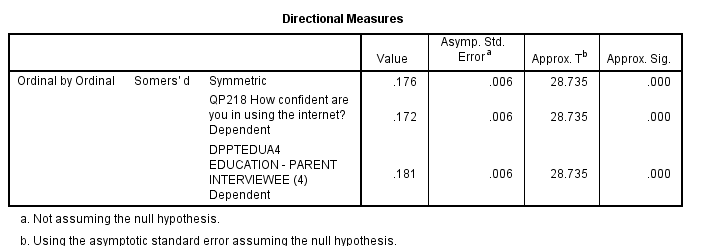 Directional Measures
Value Asymp. Std. Error a Approx. T b Approx. Sig.
Ordinal by Ordinal Somers' d Symmetric .176 .006 28.735 .000
QP218 How confident are
you in using the internet? .172 .006 28.735 .000
Dependent
DPPTEDUA4
EDUCATION - PARENT
INTERVIEWEE (4) .181 .006 28.735 .000
Dependent
a. Not assuming the null hypothesis.
b. Using the asymptotic standard error assuming the null hypothesis.